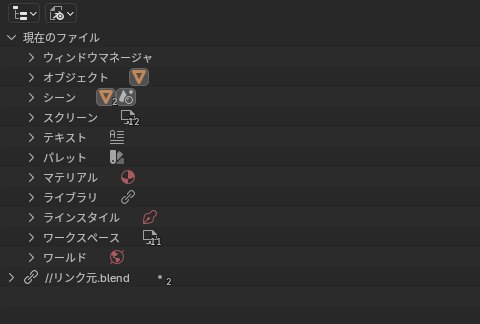 現在のファイル
ウィンドウマネージャ
オブジェクト
シーン 2
スクリーン 12
テキスト
パレット
マテリアル
ライブラリ
ラインスタイル
ワークスペース 11
ワールド
//リンク元.blend 2